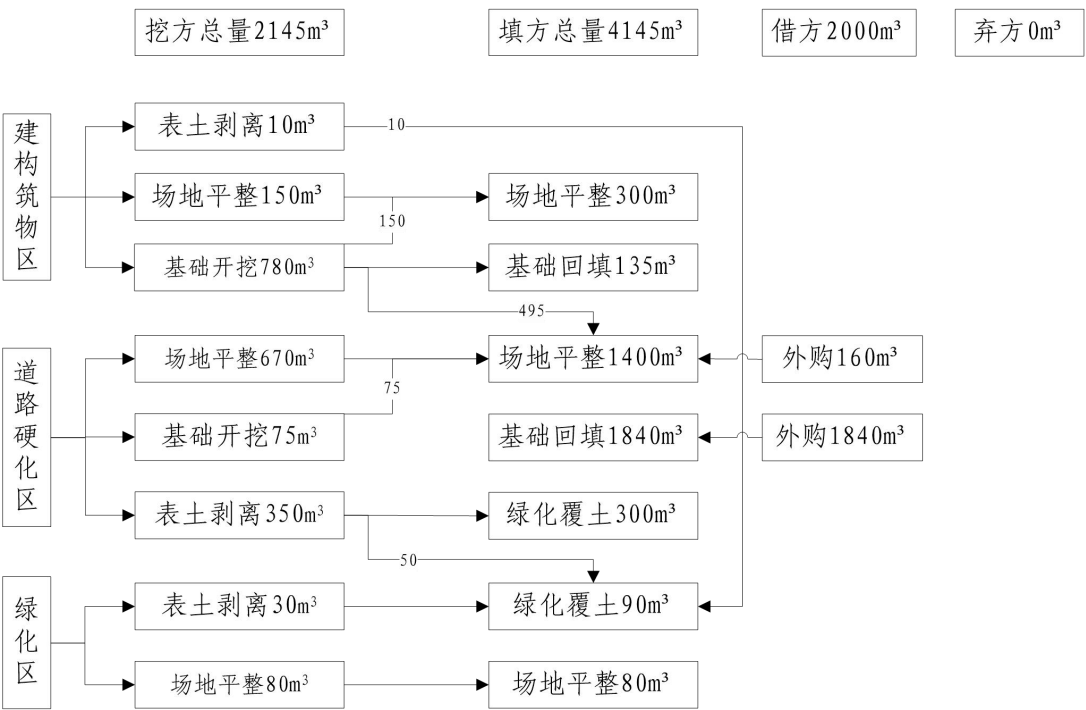 挖方总量2145m³
填方总量4145m³
借方2000m³
弃方0m³
建构筑物区
表土剥离10m³
10
场地平整150m³
场地平整300m³
150
基础开挖780m³
基础回填135m³
495
道路硬化区
场地平整670m³
场地平整1400m³
外购160m³
75
基础开挖75m³
基础回填1840m³
外购1840m³
表土剥离350m³
绿化覆土300m³
50
绿化区
表土剥离30m³
绿化覆土90m³
场地平整80m³
场地平整80m³